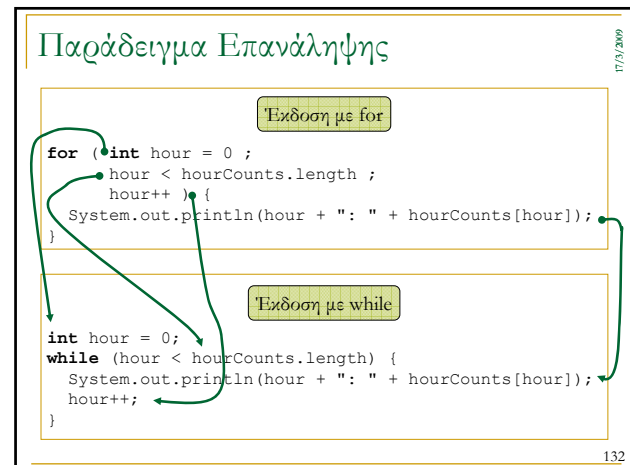 Παράδειγμα Επανάληψης
17/3/2009
Έκδοση με for
for ( int hour = 0 ;
hour < hourCounts.length ;
hour++ ) {
System.out.println(hour + ": " + hourCounts[hour]);
}
Έκδοση με while
int hour = 0;
while (hour < hourCounts.length) {
System.out.println(hour + ": " + hourCounts[hour]);
hour++;
}
132